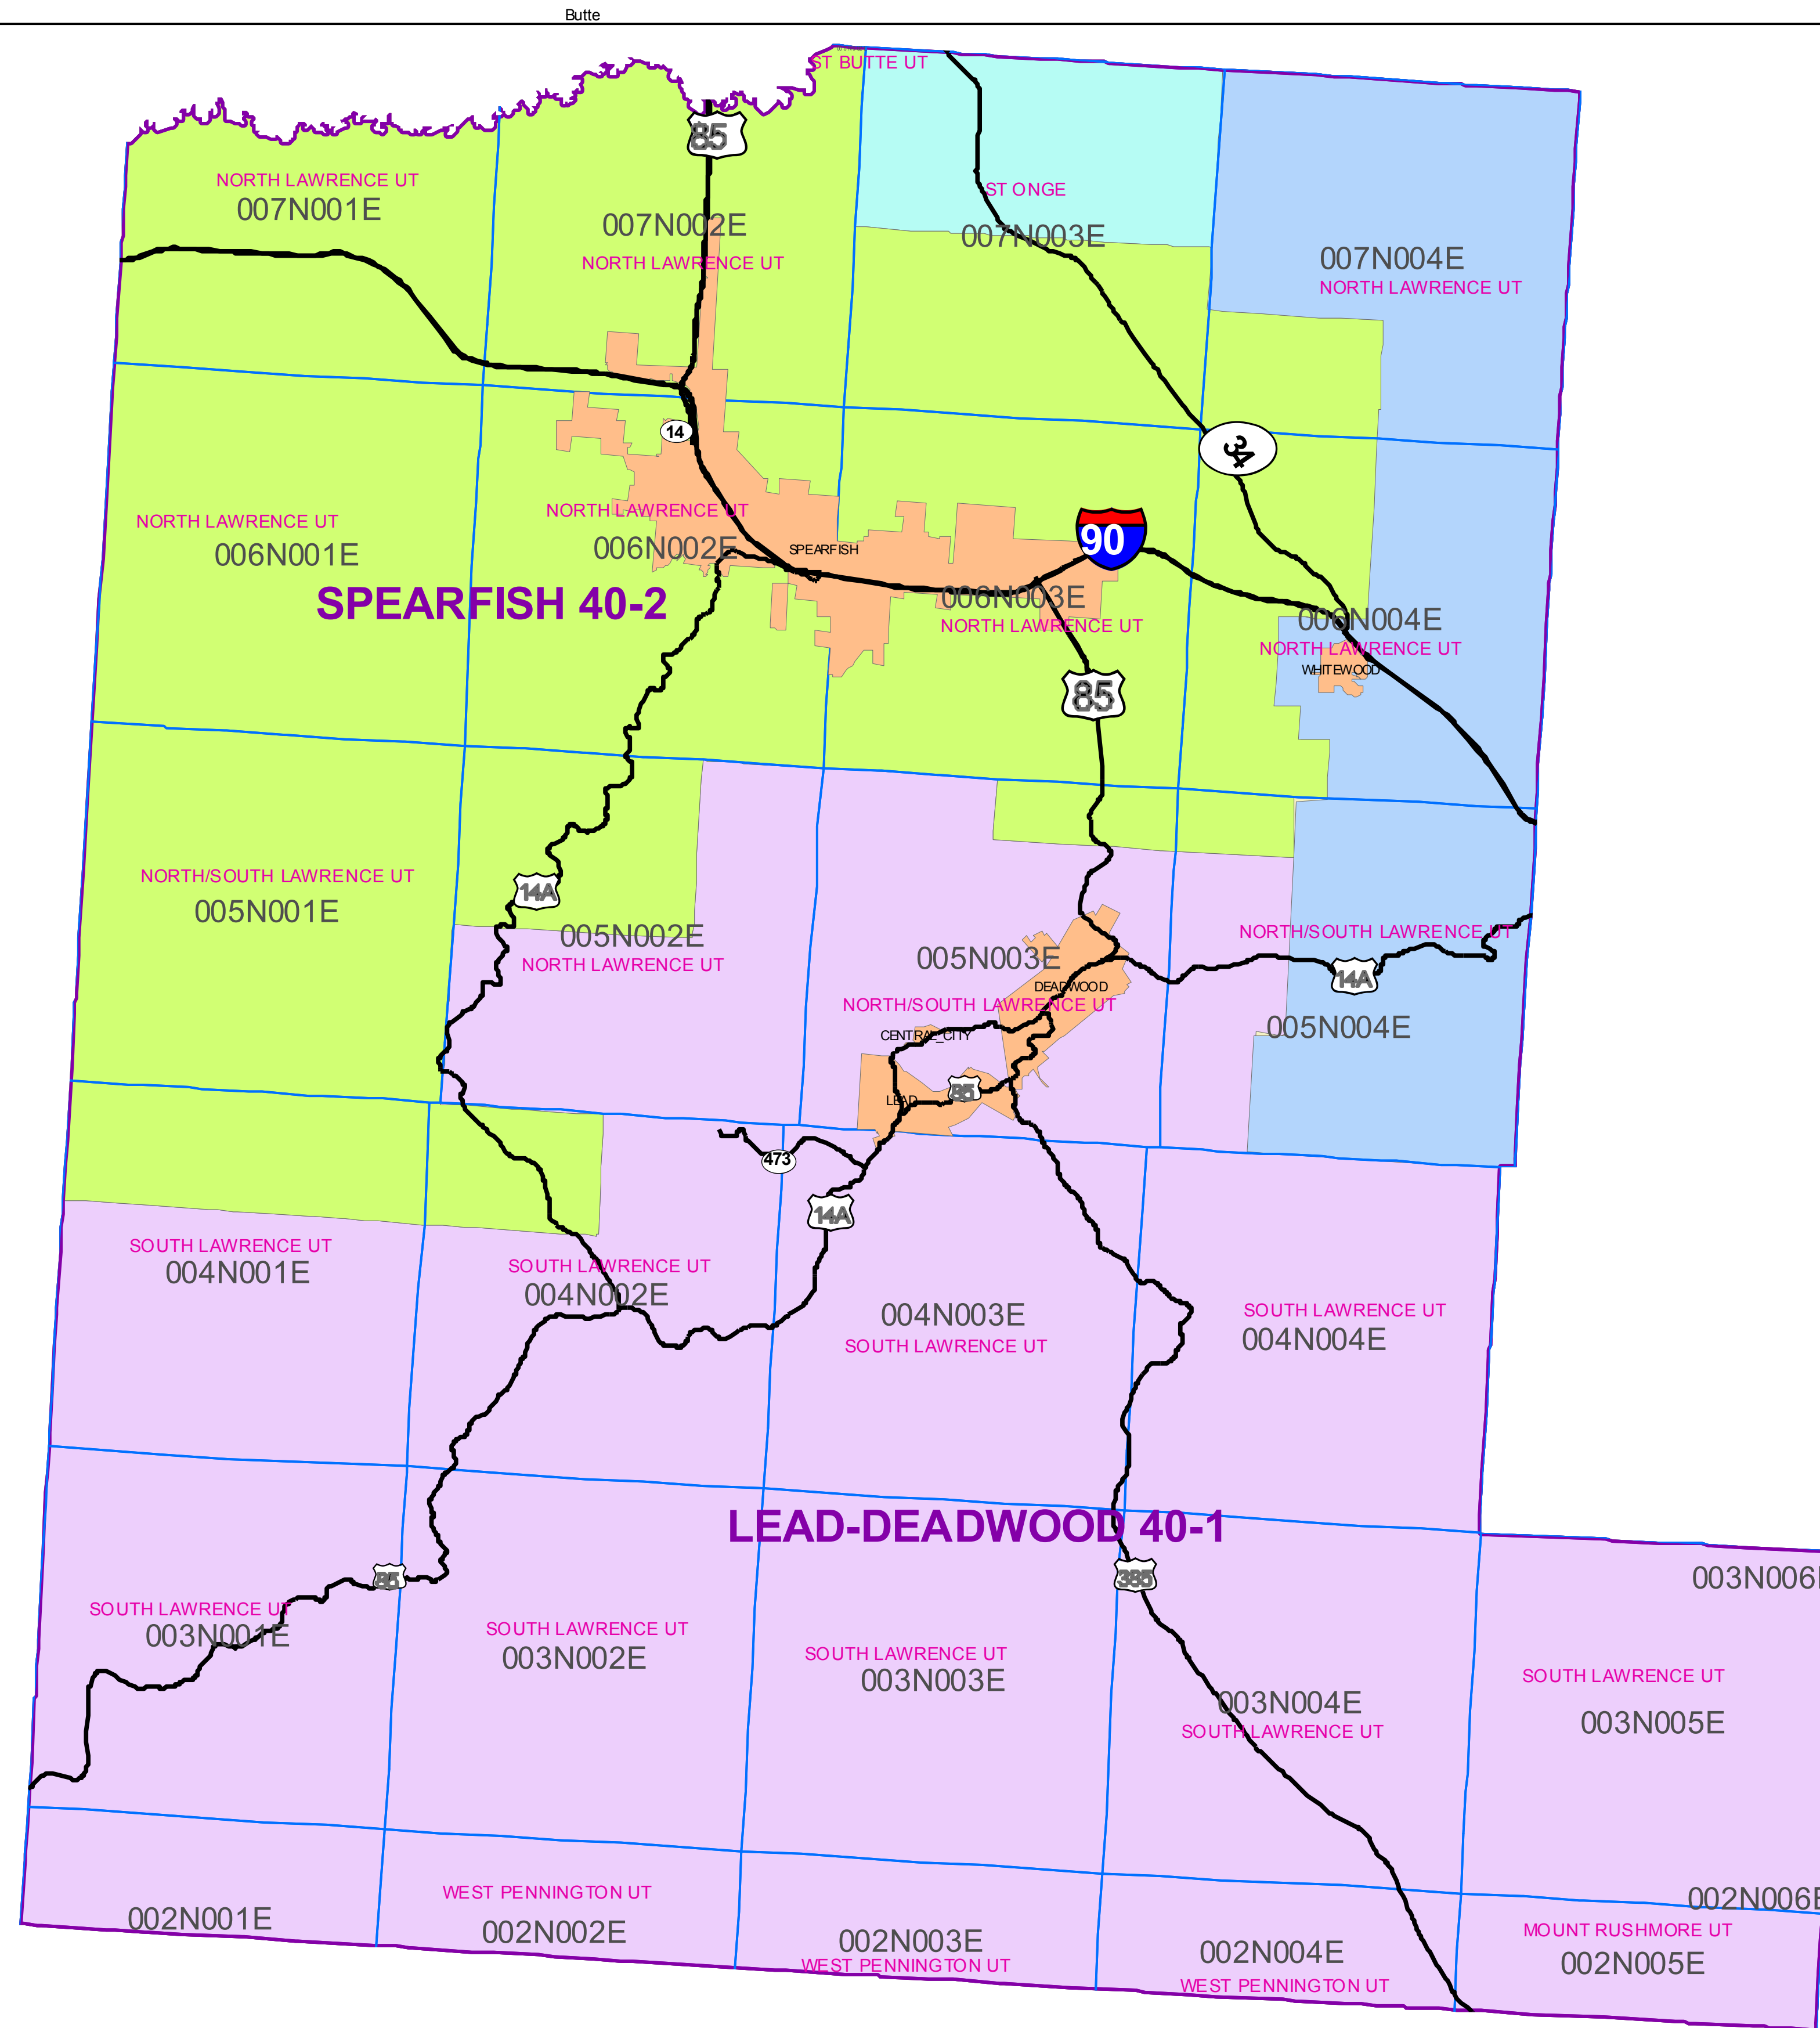 Butte
ST BUTTE UT
85
NORTH LAWRENCE UT
007N001E
ST ONGE
007N002E
007N003E
NORTH LAWRENCE UT
007N004E
NORTH LAWRENCE UT
14
34
NORTH LAWRENCE UT
006N001E
NORTH LAWRENCE UT
006N002E
SPEARFISH
90
SPEARFISH 40-2
006N003E
NORTH LAWRENCE UT
006N004E
NORTH LAWRENCE UT
WHITEWOOD
85
NORTH/SOUTH LAWRENCE UT
005N001E
14A
005N002E
NORTH LAWRENCE UT
005N003E
DEADWOOD
NORTH/SOUTH LAWRENCE UT
CENTRAL_CITY
NORTH/SOUTH LAWRENCE UT
14A
005N004E
85
LEAD
473
14A
SOUTH LAWRENCE UT
004N001E
SOUTH LAWRENCE UT
004N002E
004N003E
SOUTH LAWRENCE UT
SOUTH LAWRENCE UT
004N004E
LEAD-DEADWOOD 40-1
85
385
003N006
SOUTH LAWRENCE UT
003N001E
SOUTH LAWRENCE UT
003N002E
SOUTH LAWRENCE UT
003N003E
003N004E
SOUTH LAWRENCE UT
SOUTH LAWRENCE UT
003N005E
002N001E
WEST PENNINGTON UT
002N002E
002N003E
WEST PENNINGTON UT
002N004E
WEST PENNINGTON UT
002N006E
MOUNT RUSHMORE UT
002N005E